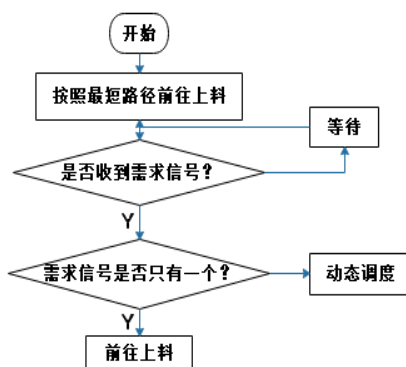 开始
按照最短路径前往上料
等待
是否收到需求信号？
Y
需求信号是否只有一个？
动态调度
Y
前往上料